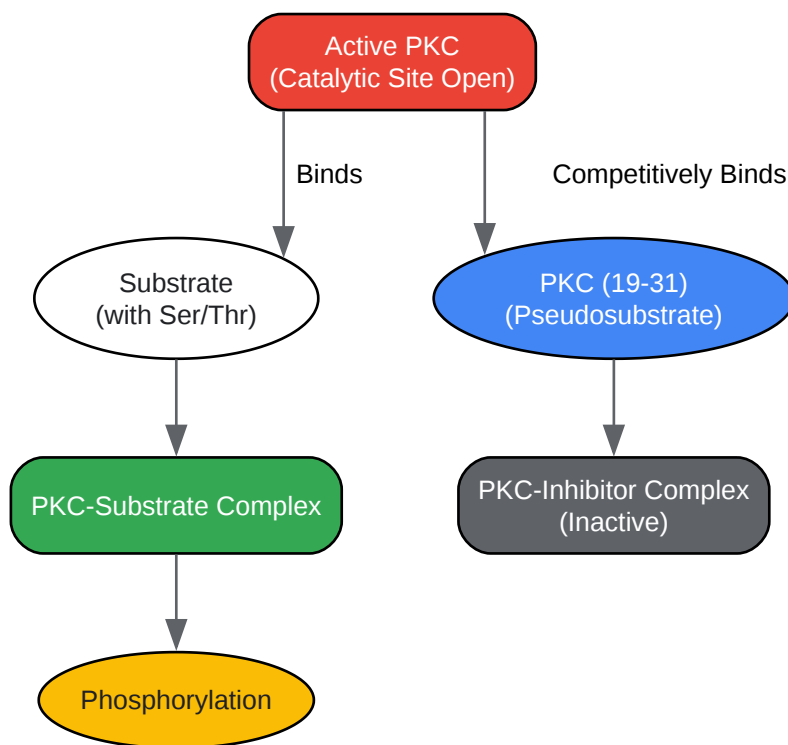 Active PKC
(Catalytic Site Open)
Binds
Competitively Binds
Substrate
(with Ser/Thr)
PKC (19-31)
(Pseudosubstrate)
PKC-Substrate Complex
PKC-Inhibitor Complex
(Inactive)
Phosphorylation